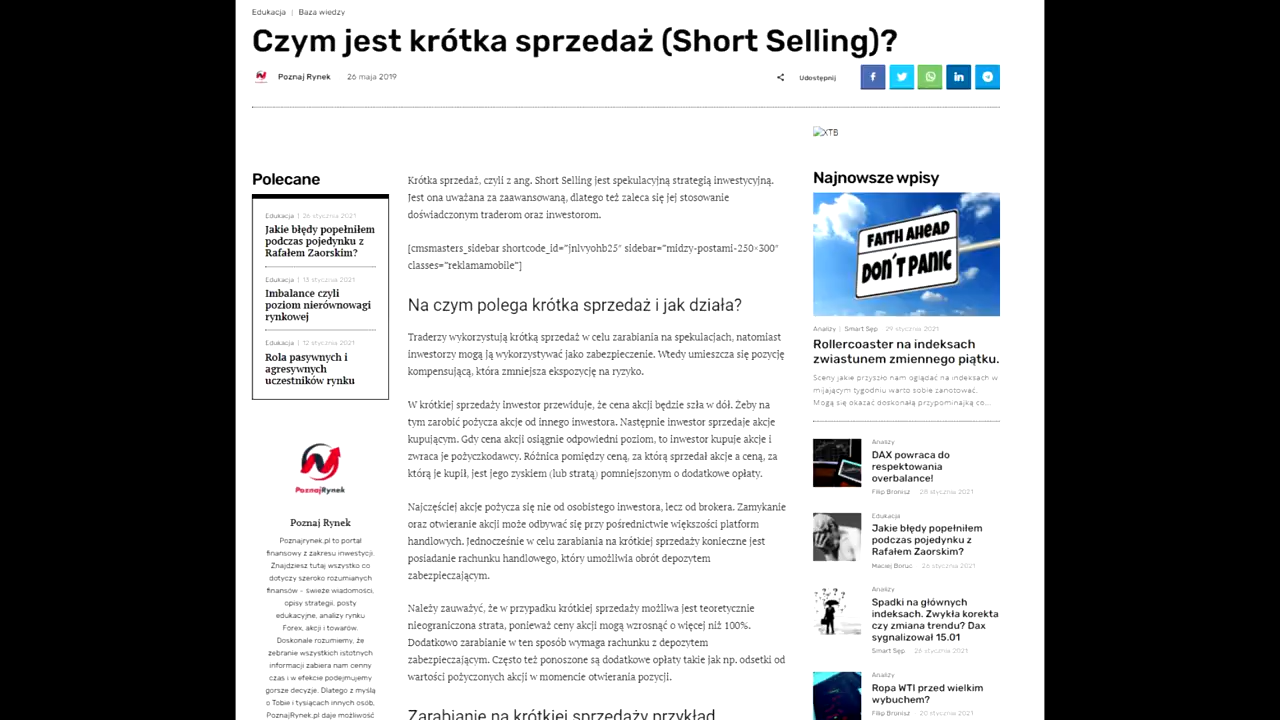 Edukacja | Baza wiedzy
Czym jest krótka sprzedaż (Short Selling)?
Poznaj Rynek 26 maja 2019
Udostępnij
XTB
Polecane
Edukacja | 26 stycznia 2021
Jakie błędy popełniłem
podczas pojedynku z
Rafałem Zaorskim?
Edukacja | 13 stycznia 2021
Imbalance czyli
poziom nierównowagi
rynkowej
Edukacja | 12 stycznia 2021
Rola pasywnych i
agresywnych
uczestników rynku
PoznajRynek
Poznaj Rynek
Poznajrynek.pl to portal
finansowy z zakresu inwestycji.
Znajdziesz tutaj wszystko co
dotyczy szeroko rozumianych
finansów - świeże wiadomości,
opisy strategii, posty
edukacyjne, analizy rynku
Forex, akcji i towarów.
Doskonale rozumiemy, że
zebranie wszystkich istotnych
informacji zabiera nam cenny
czas i w efekcie podejmujemy
gorsze decyzje. Dlatego z myślą
o Tobie i tysiącach innych osób,
PoznajRynek.pl daje możliwość
Krótka sprzedaż, czyli z ang. Short Selling jest spekulacyjną strategią inwestycyjną.
Jest ona uważana za zaawansowaną, dlatego też zaleca się jej stosowanie
doświadczonym traderom oraz inwestorom.
[cmsmasters_sidebar shortcode_id="jnlvyohb25" sidebar="midzy-postami-250×300"
classes="reklamamobile"]
Na czym polega krótka sprzedaż i jak działa?
Traderzy wykorzystują krótką sprzedaż w celu zarabiania na spekulacjach, natomiast
inwestorzy mogą ją wykorzystywać jako zabezpieczenie. Wtedy umieszcza się pozycję
kompensującą, która zmniejsza ekspozycję na ryzyko.
W krótkiej sprzedaży inwestor przewiduje, że cena akcji będzie szła w dół. Żeby na
tym zarobić pożycza akcje od innego inwestora. Następnie inwestor sprzedaje akcje
kupującym. Gdy cena akcji osiągnie odpowiedni poziom, to inwestor kupuje akcje i
zwraca je pożyczkodawcy. Różnica pomiędzy ceną, za którą sprzedał akcje a ceną, za
którą je kupił, jest jego zyskiem (lub stratą) pomniejszonym o dodatkowe opłaty.
Najczęściej akcje pożycza się nie od osobistego inwestora, lecz od brokera. Zamykanie
oraz otwieranie akcji może odbywać się przy pośrednictwie większości platform
handlowych. Jednocześnie w celu zarabiania na krótkiej sprzedaży konieczne jest
posiadanie rachunku handlowego, który umożliwia obrót depozytem
zabezpieczającym.
Należy zauważyć, że w przypadku krótkiej sprzedaży możliwa jest teoretycznie
nieograniczona strata, ponieważ ceny akcji mogą wzrosnąć o więcej niż 100%.
Dodatkowo zarabianie w ten sposób wymaga rachunku z depozytem
zabezpieczającym. Często też ponoszone są dodatkowe opłaty takie jak np. odsetki od
wartości pożyczonych akcji w momencie otwierania pozycji.
Zarabianie na krótkiej sprzedaży przykład
Najnowsze wpisy
FAITH AHEAD
DON'T PANIC
Analizy | Smart Sęp 29 stycznia 2021
Rollercoaster na indeksach
zwiastunem zmiennego piątku.
Sceny jakie przyszło nam oglądać na indeksach w
mijającym tygodniu warto sobie zanotować.
Mogą się okazać doskonałą przypominajką co...
Analizy
DAX powraca do
respektowania
overbalance!
Filip Bronisz 28 stycznia 2021
Edukacja
Jakie błędy popełniłem
podczas pojedynku z
Rafałem Zaorskim?
Maciej Boruc 26 stycznia 2021
Analizy
Spadki na głównych
indeksach. Zwykła korekta
czy zmiana trendu? Dax
sygnalizował 15.01
Smart Sęp 26 stycznia 2021
Analizy
Ropa WTI przed wielkim
wybuchem?
Filip Bronisz 20 stycznia 2021